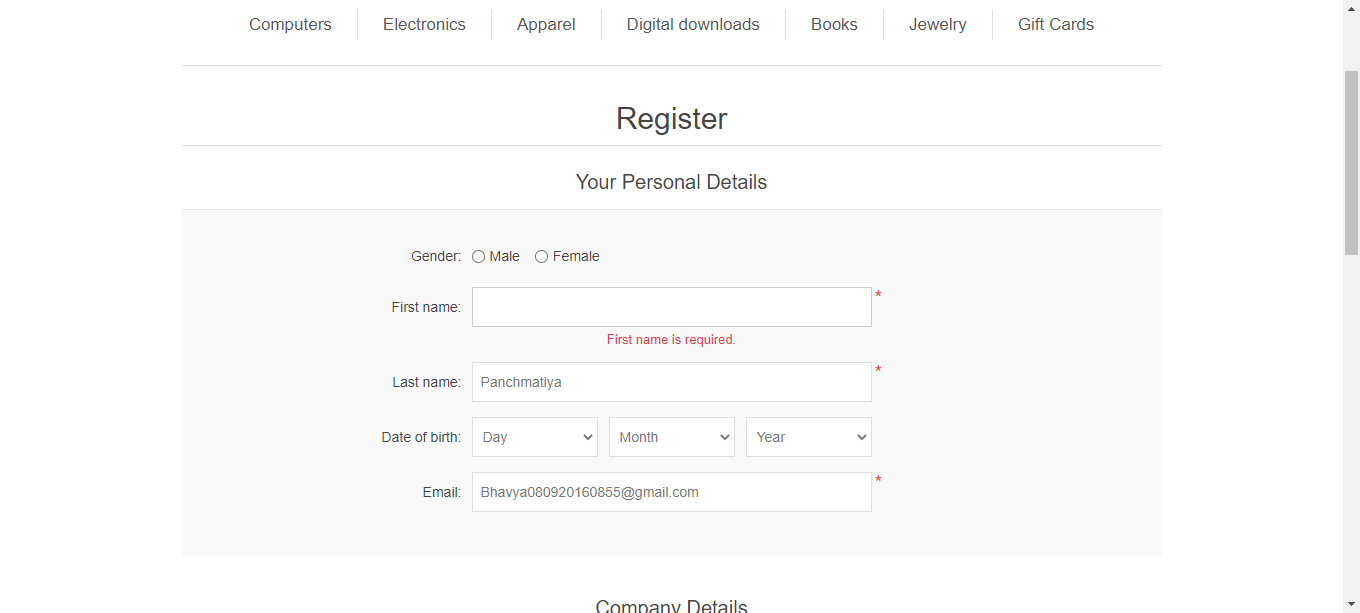 Computers Electronics Apparel Digital downloads Books Jewelry Gift Cards
Register
Your Personal Details
Gender: Male Female
First name: *
First name is required.
Last name: Panchmatiya *
Date of birth: Day Month Year
Email: Bhavya080920160855@gmail.com *
Company Details